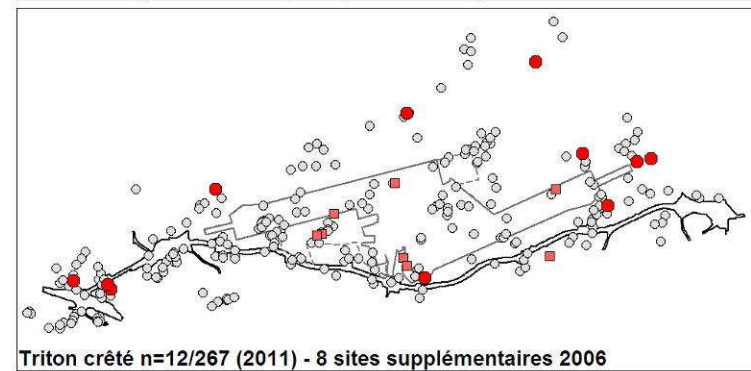 Triton crêté n=12/267 (2011) - 8 sites supplémentaires 2006